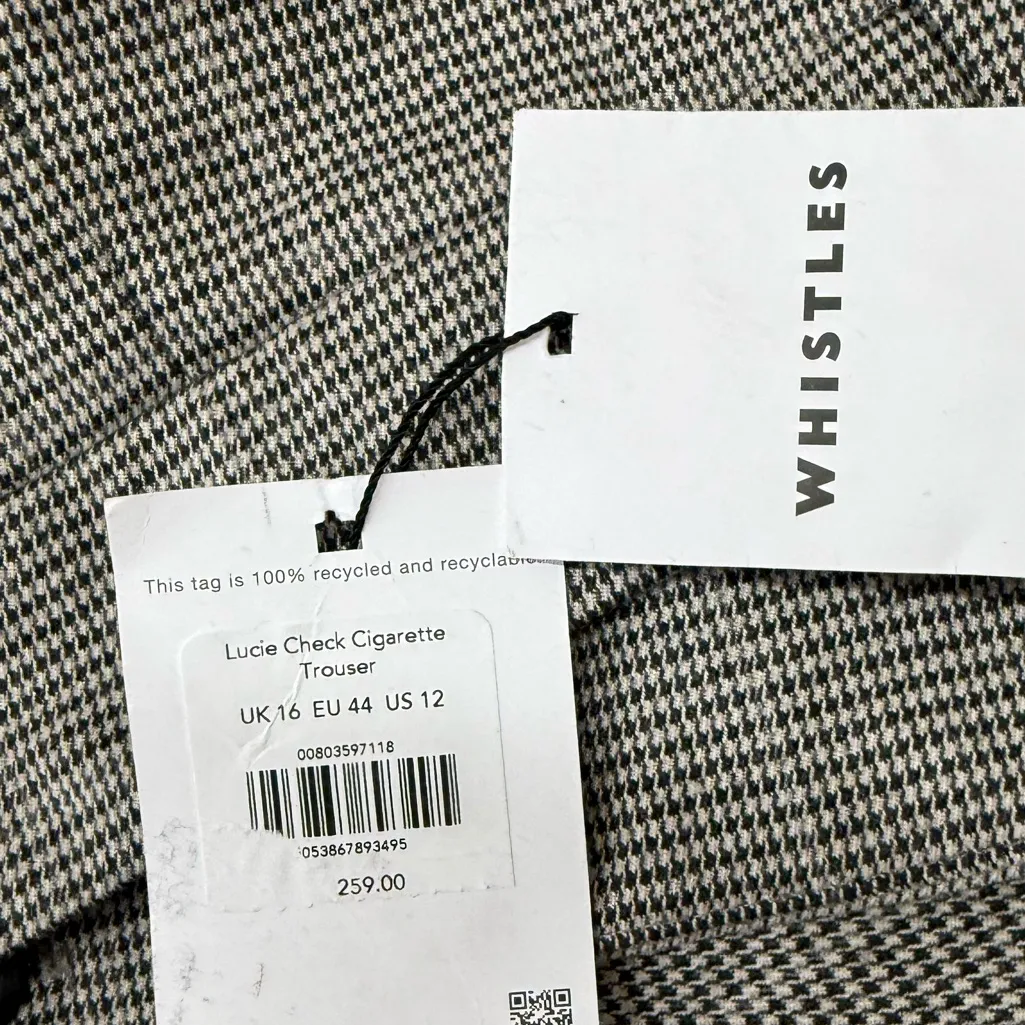 WHISTLES
This tag is 100% recycled and recyclable
Lucie Check Cigarette
Trouser
UK 16 EU 44 US 12
00803597118
053867893495
259.00